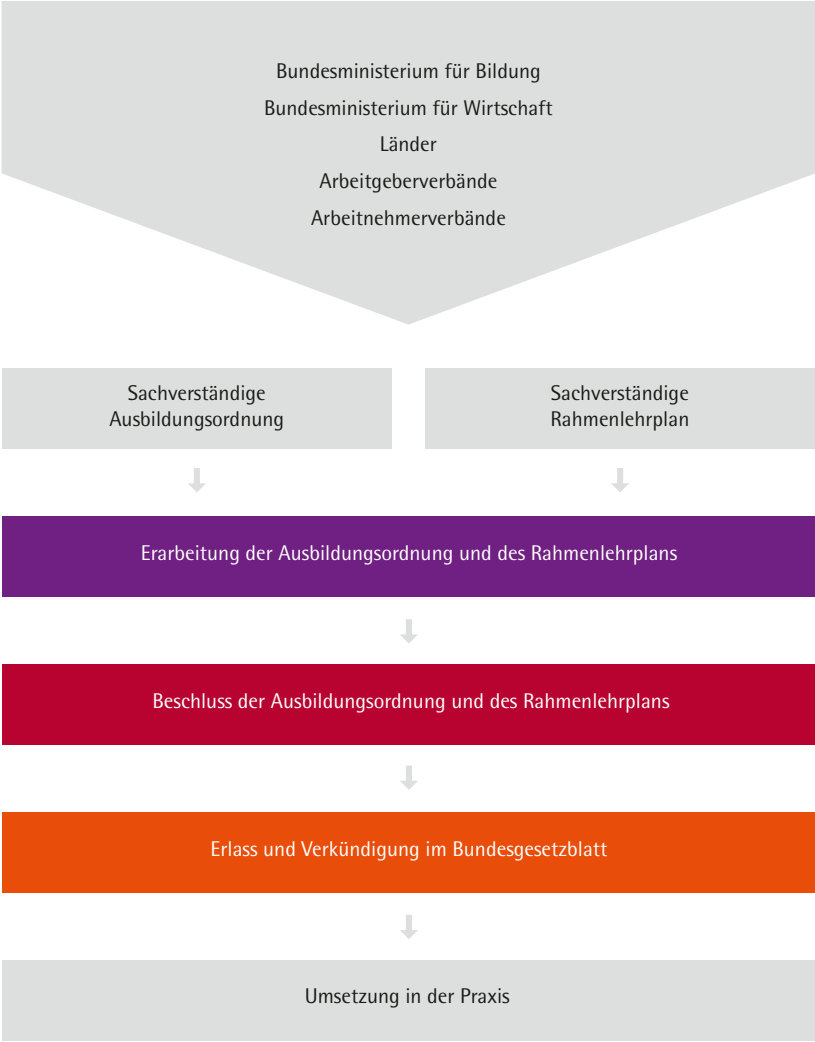 Bundesministerium für Bildung
Bundesministerium für Wirtschaft
Länder
Arbeitgeberverbände
Arbeitnehmerverbände
Sachverständige
Ausbildungsordnung
Sachverständige
Rahmenlehrplan
Erarbeitung der Ausbildungsordnung und des Rahmenlehrplans
Beschluss der Ausbildungsordnung und des Rahmenlehrplans
Erlass und Verkündigung im Bundesgesetzblatt
Umsetzung in der Praxis